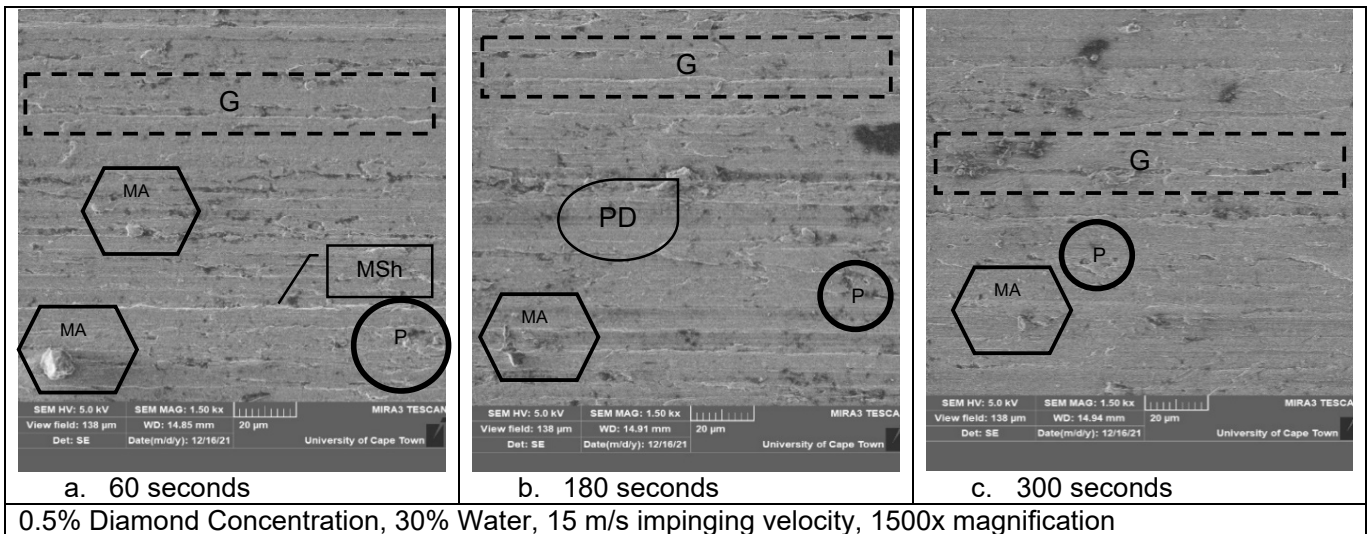 G
MA
MSh
MA
P
SEM HV: 5.0 kV SEM MAG: 1.50 kx MIRA3 TESCAN
View field: 138 µm WD: 14.85 mm 20 µm
Det: SE Date(m/d/y): 12/16/21 University of Cape Town
a. 60 seconds
G
PD
P
MA
SEM HV: 5.0 kV SEM MAG: 1.50 kx MIRA3 TESCA
View field: 138 µm WD: 14.91 mm 20 µm
Det: SE Date(m/d/y): 12/16/21 University of Cape Town
b. 180 seconds
G
P
MA
SEM HV: 5.0 kV SEM MAG: 1.50 kx MIRA3 TESCA
View field: 138 µm WD: 14.94 mm 20 µm
Det: SE Date(m/d/y): 12/16/21 University of Cape Town
c. 300 seconds
0.5% Diamond Concentration, 30% Water, 15 m/s impinging velocity, 1500x magnification